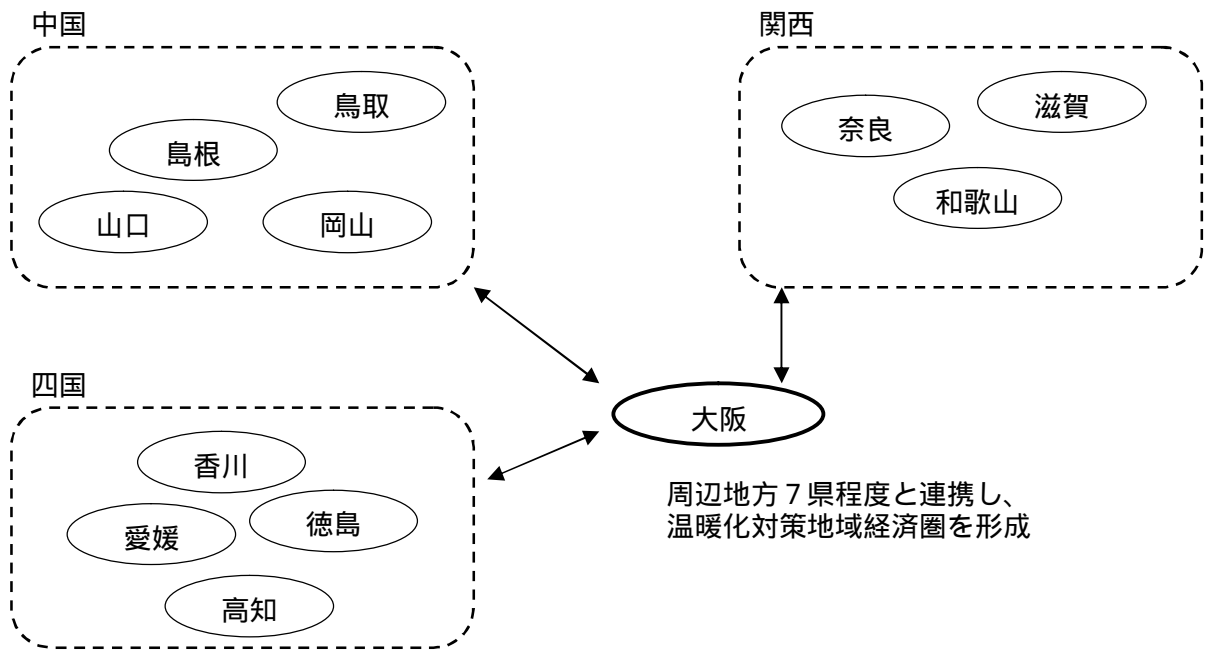 中国
鳥取
島根
山口
岡山
関西
滋賀
奈良
和歌山
四国
香川
徳島
愛媛
高知
大阪
周辺地方７県程度と連携し、
温暖化対策地域経済圏を形成